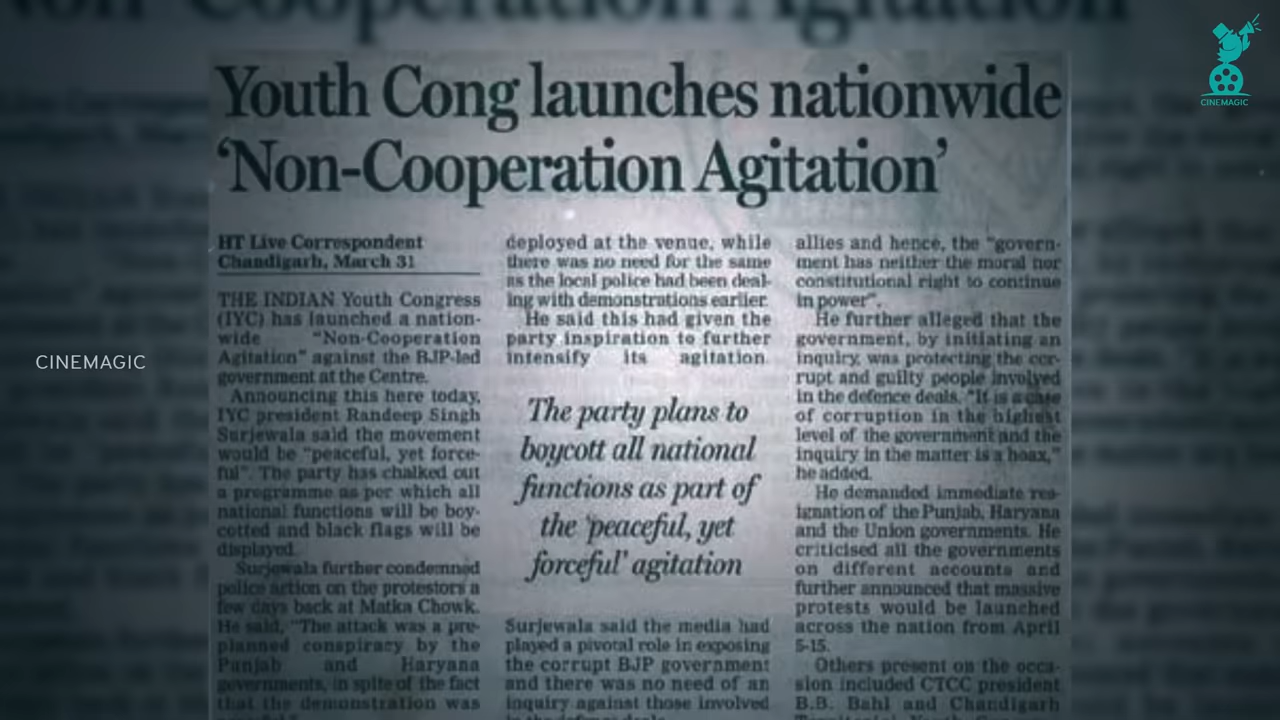 Youth Cong launches nationwide
‘Non-Cooperation Agitation’
HT Live Correspondent
Chandigarh, March 31
THE INDIAN Youth Congress
(IYC) has launched a nation-
wide “Non-Cooperation
Agitation” against the BJP-led
government at the Centre.
Announcing this here today,
IYC president Randeep Singh
Surjewala said the movement
would be “peaceful, yet force-
ful”. The party has chalked out
a programme as per which all
national functions will be boy-
cotted and black flags will be
displayed.
Surjewala further condemned
police action on the protestors a
few days back at Matka Chowk.
He said, “The attack was a pre-
planned conspiracy by the
Punjab and Haryana
governments, in spite of the fact
that the demonstration was
deployed at the venue, while
there was no need for the same
as the local police had been deal-
ing with demonstrations earlier.
He said this had given the
party inspiration to further
intensify its agitation.
The party plans to
boycott all national
functions as part of
the ‘peaceful, yet
forceful’ agitation
Surjewala said the media had
played a pivotal role in exposing
the corrupt BJP government
and there was no need of an
inquiry against those involved
allies and hence, the “govern-
ment has neither the moral nor
constitutional right to continue
in power”.
He further alleged that the
government, by initiating an
inquiry, was protecting the cor-
rupt and guilty people involved
in the defence deals. “It is a case
of corruption in the highest
level of the government and the
inquiry in the matter is a hoax,”
he added.
He demanded immediate res-
ignation of the Punjab, Haryana
and the Union governments. He
criticised all the governments
on different accounts and
further announced that massive
protests would be launched
across the nation from April
5-15.
Others present on the occa-
sion included CTCC president
B.B. Bahl and Chandigarh
CINEMAGIC
CINEMAGIC